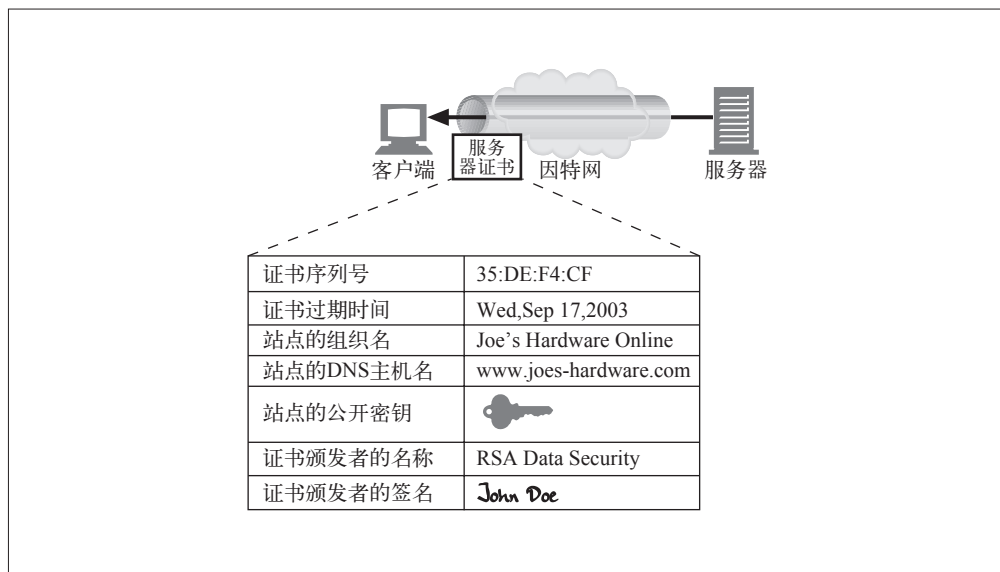 服务
器证书
客户端
因特网
服务器
证书序列号 35:DE:F4:CF
证书过期时间 Wed,Sep 17,2003
站点的组织名 Joe’s Hardware Online
站点的DNS主机名 www.joes-hardware.com
站点的公开密钥
证书颁发者的名称 RSA Data Security
证书颁发者的签名 John Doe